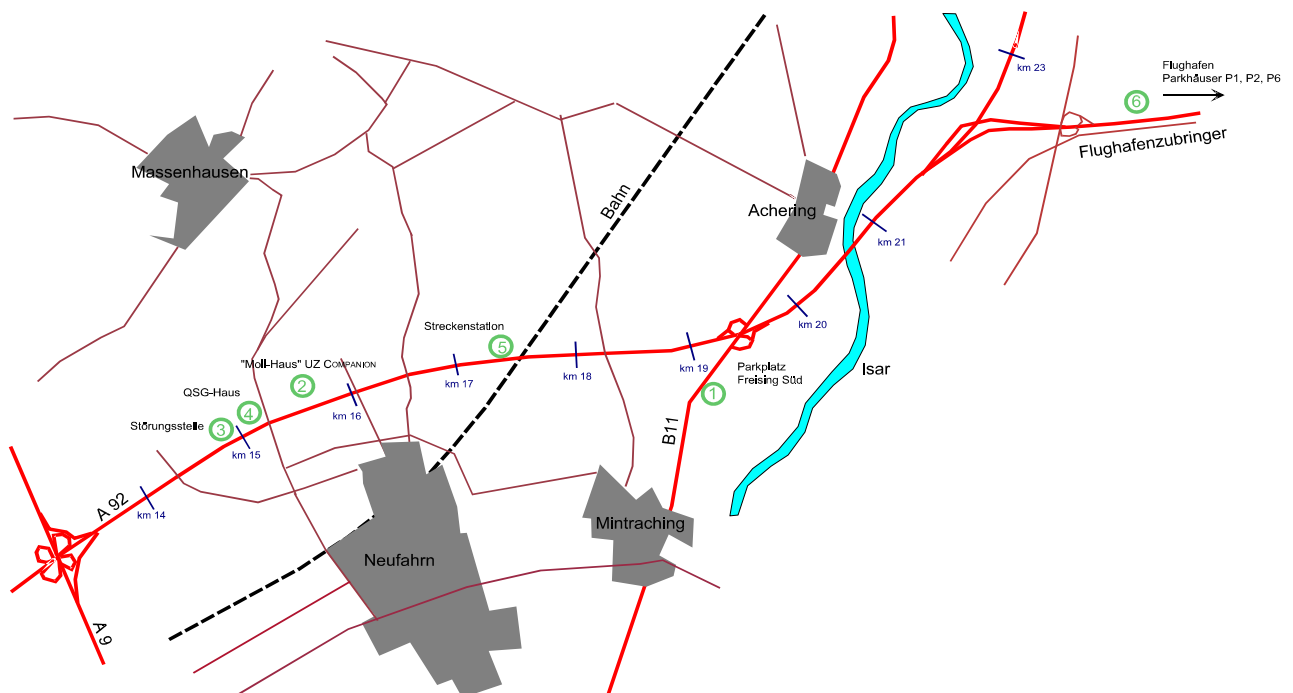 km 23
Flughafen
Parkhäuser P1, P2, P6
6
Flughafenzubringer
Massenhausen
Bahn
Achering
km 21
km 20
Streckenstation
5
"Moll-Haus" UZ COMPANION
2
km 19
km 18
km 17
km 16
Parkplatz
Freising Süd
1
Isar
QSG-Haus
4
Störungsstelle
3
km 15
B11
A 92
km 14
Mintraching
Neufahrn
A 9